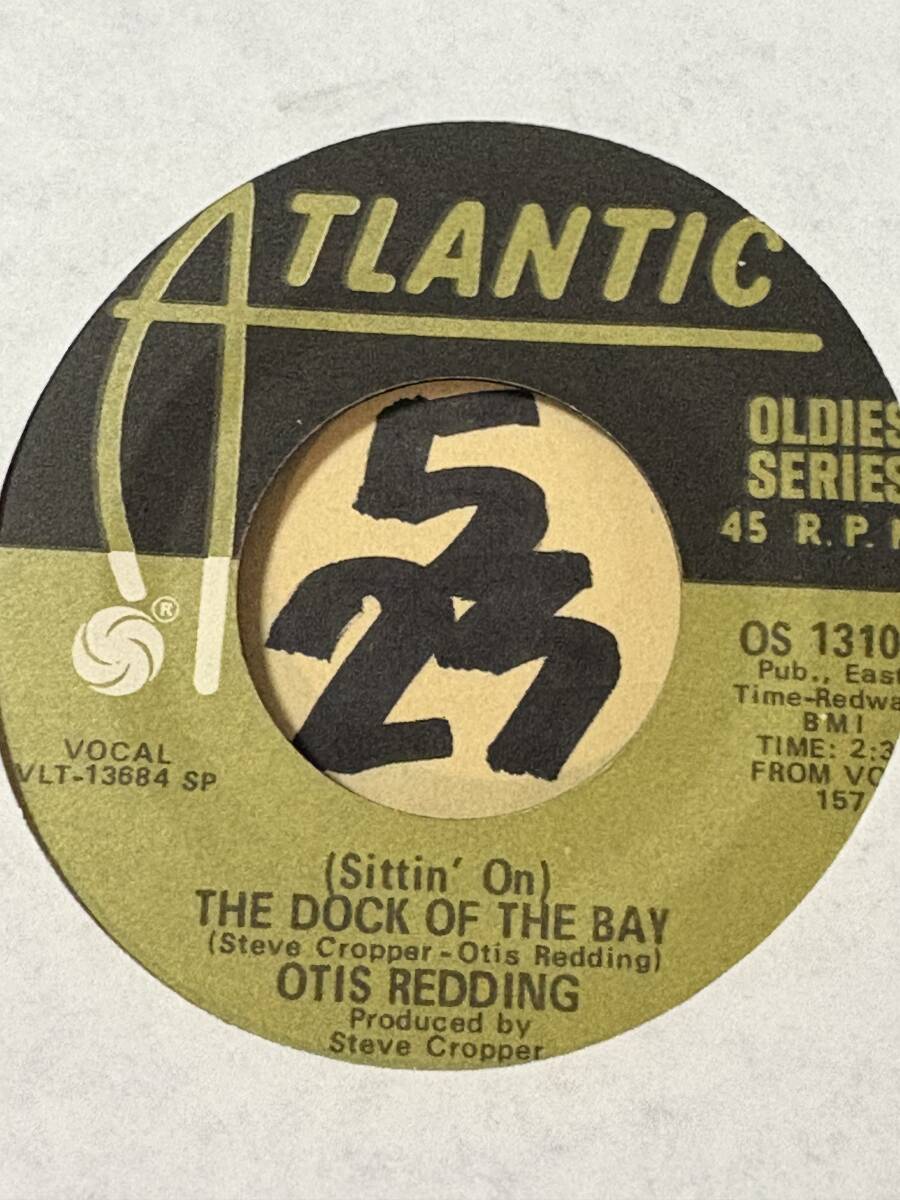 ATLANTIC
OLDIES
SERIES
45 R.P.
OS 1310
Pub., East
Time-Redwa
BMI
TIME: 2:3
FROM VO
157
®
VOCAL
VLT-13684 SP
5
27
(Sittin' On)
THE DOCK OF THE BAY
(Steve Cropper-Otis Redding)
OTIS REDDING
Produced by
Steve Cropper